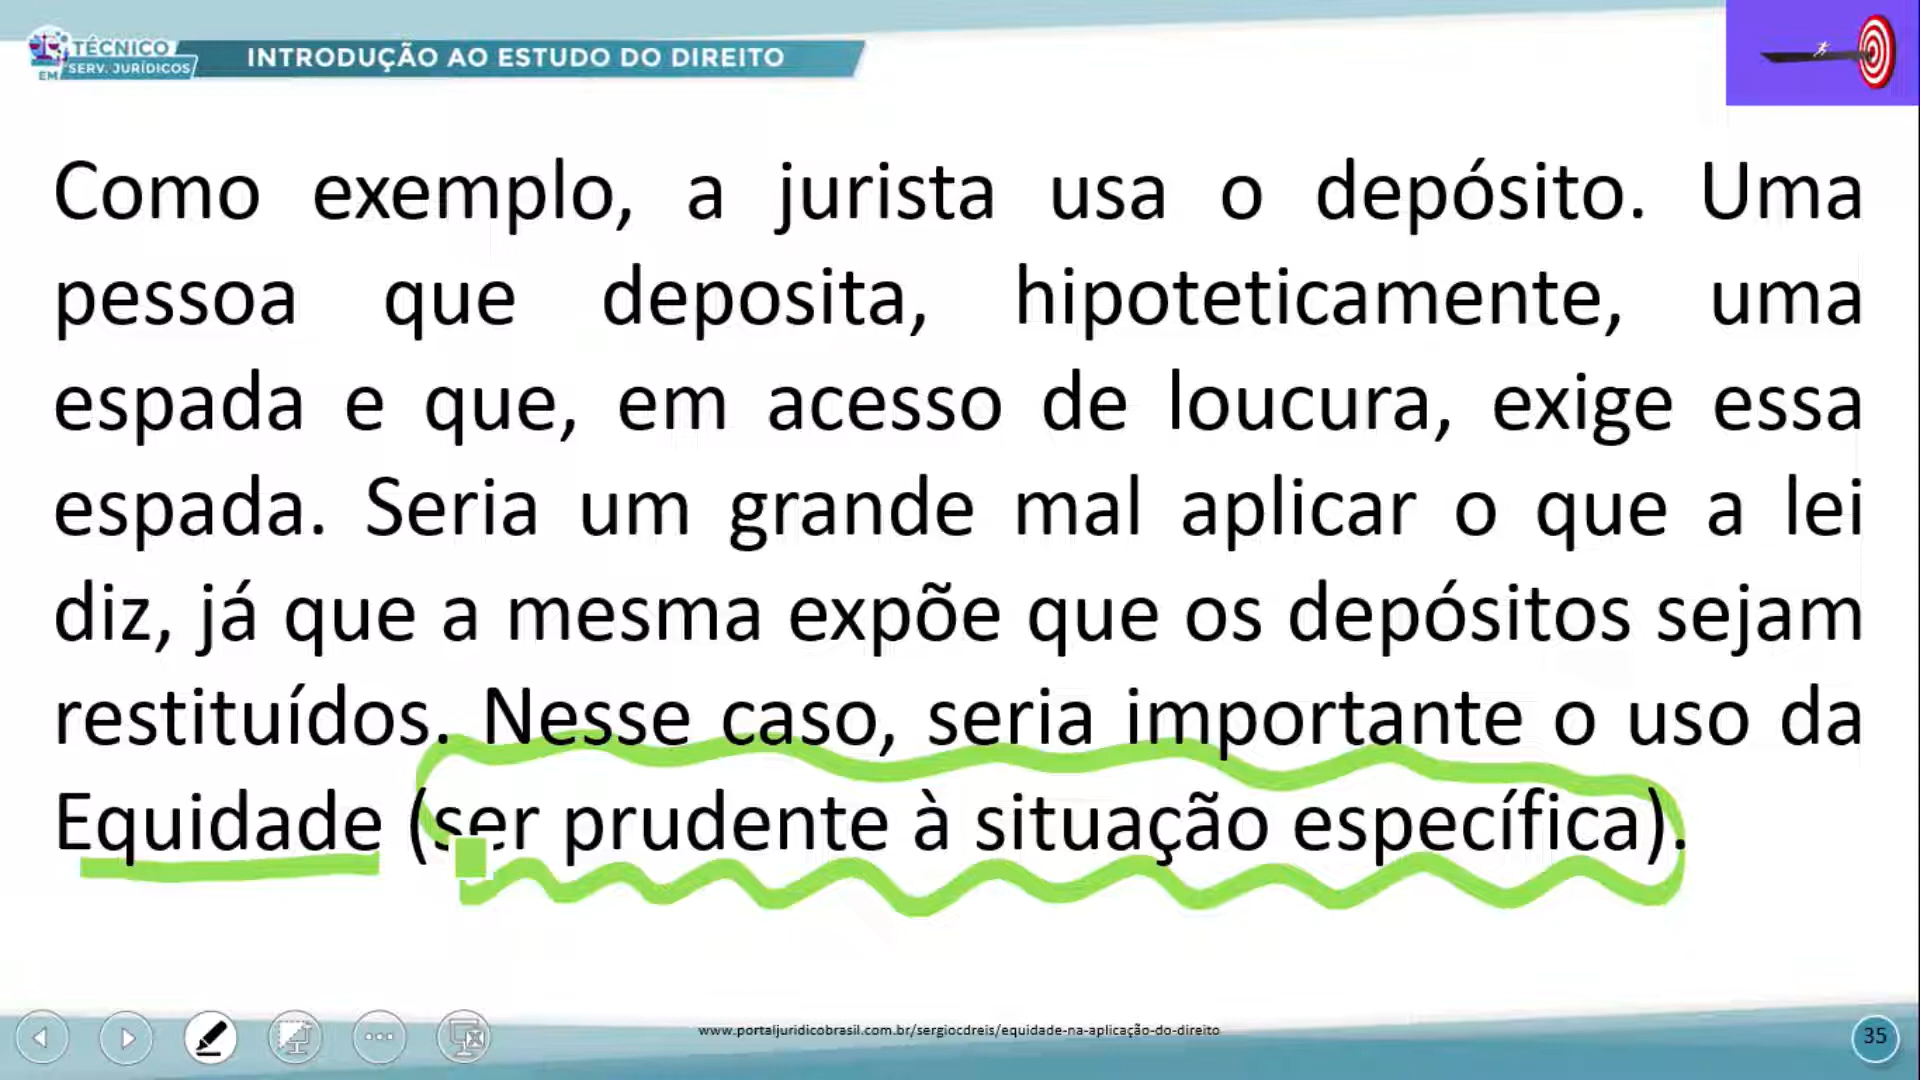 TÉCNICO
EM SERV. JURÍDICOS
INTRODUÇÃO AO ESTUDO DO DIREITO
Como exemplo, a jurista usa o depósito. Uma
pessoa que deposita, hipoteticamente, uma
espada e que, em acesso de loucura, exige essa
espada. Seria um grande mal aplicar o que a lei
diz, já que a mesma expõe que os depósitos sejam
restituídos. Nesse caso, seria importante o uso da
Equidade (ser prudente à situação específica).
www.portaljuridicobrasil.com.br/sergiocdreis/equidade-na-aplicação-do-direito
35